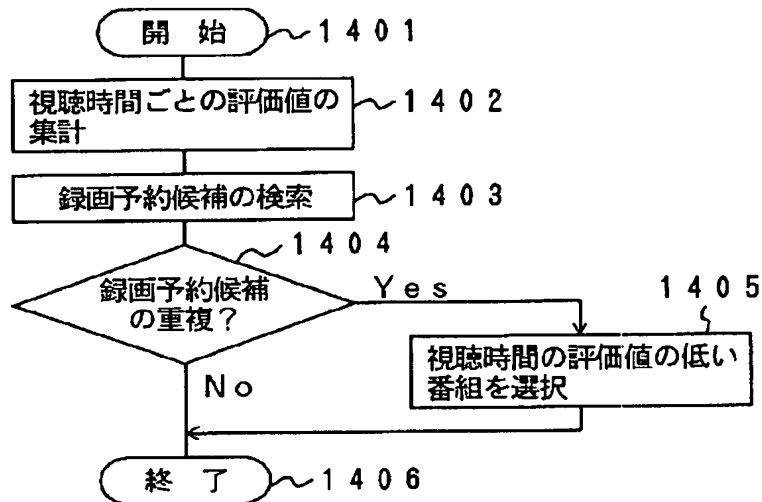 開 始
1401
視聴時間ごとの評価値の
集計
1402
録画予約候補の検索
1403
1404
録画予約候補
の重複?
Yes
1405
視聴時間の評価値の低い
番組を選択
No
終 了
1406